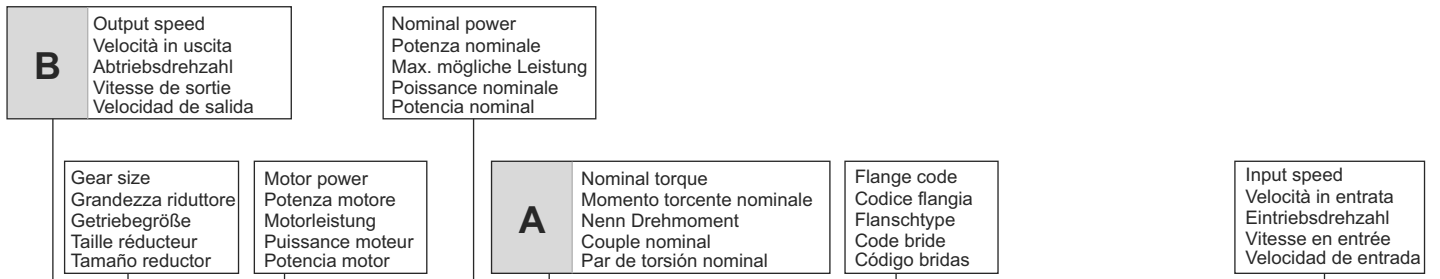 B
Output speed
Velocità in uscita
Abtriebsdrehzahl
Vitesse de sortie
Velocidad de salida
Nominal power
Potenza nominale
Max. mögliche Leistung
Poissance nominale
Potencia nominal
Gear size
Grandezza riduttore
Getriebegröße
Taille réducteur
Tamaño reductor
Motor power
Potenza motore
Motorleistung
Puissance moteur
Potencia motor
A
Nominal torque
Momento torcente nominale
Nenn Drehmoment
Couple nominal
Par de torsión nominal
Flange code
Codice flangia
Flanschtype
Code bride
Código bridas
Input speed
Velocità in entrata
Eintriebsdrehzahl
Vitesse en entrée
Velocidad de entrada